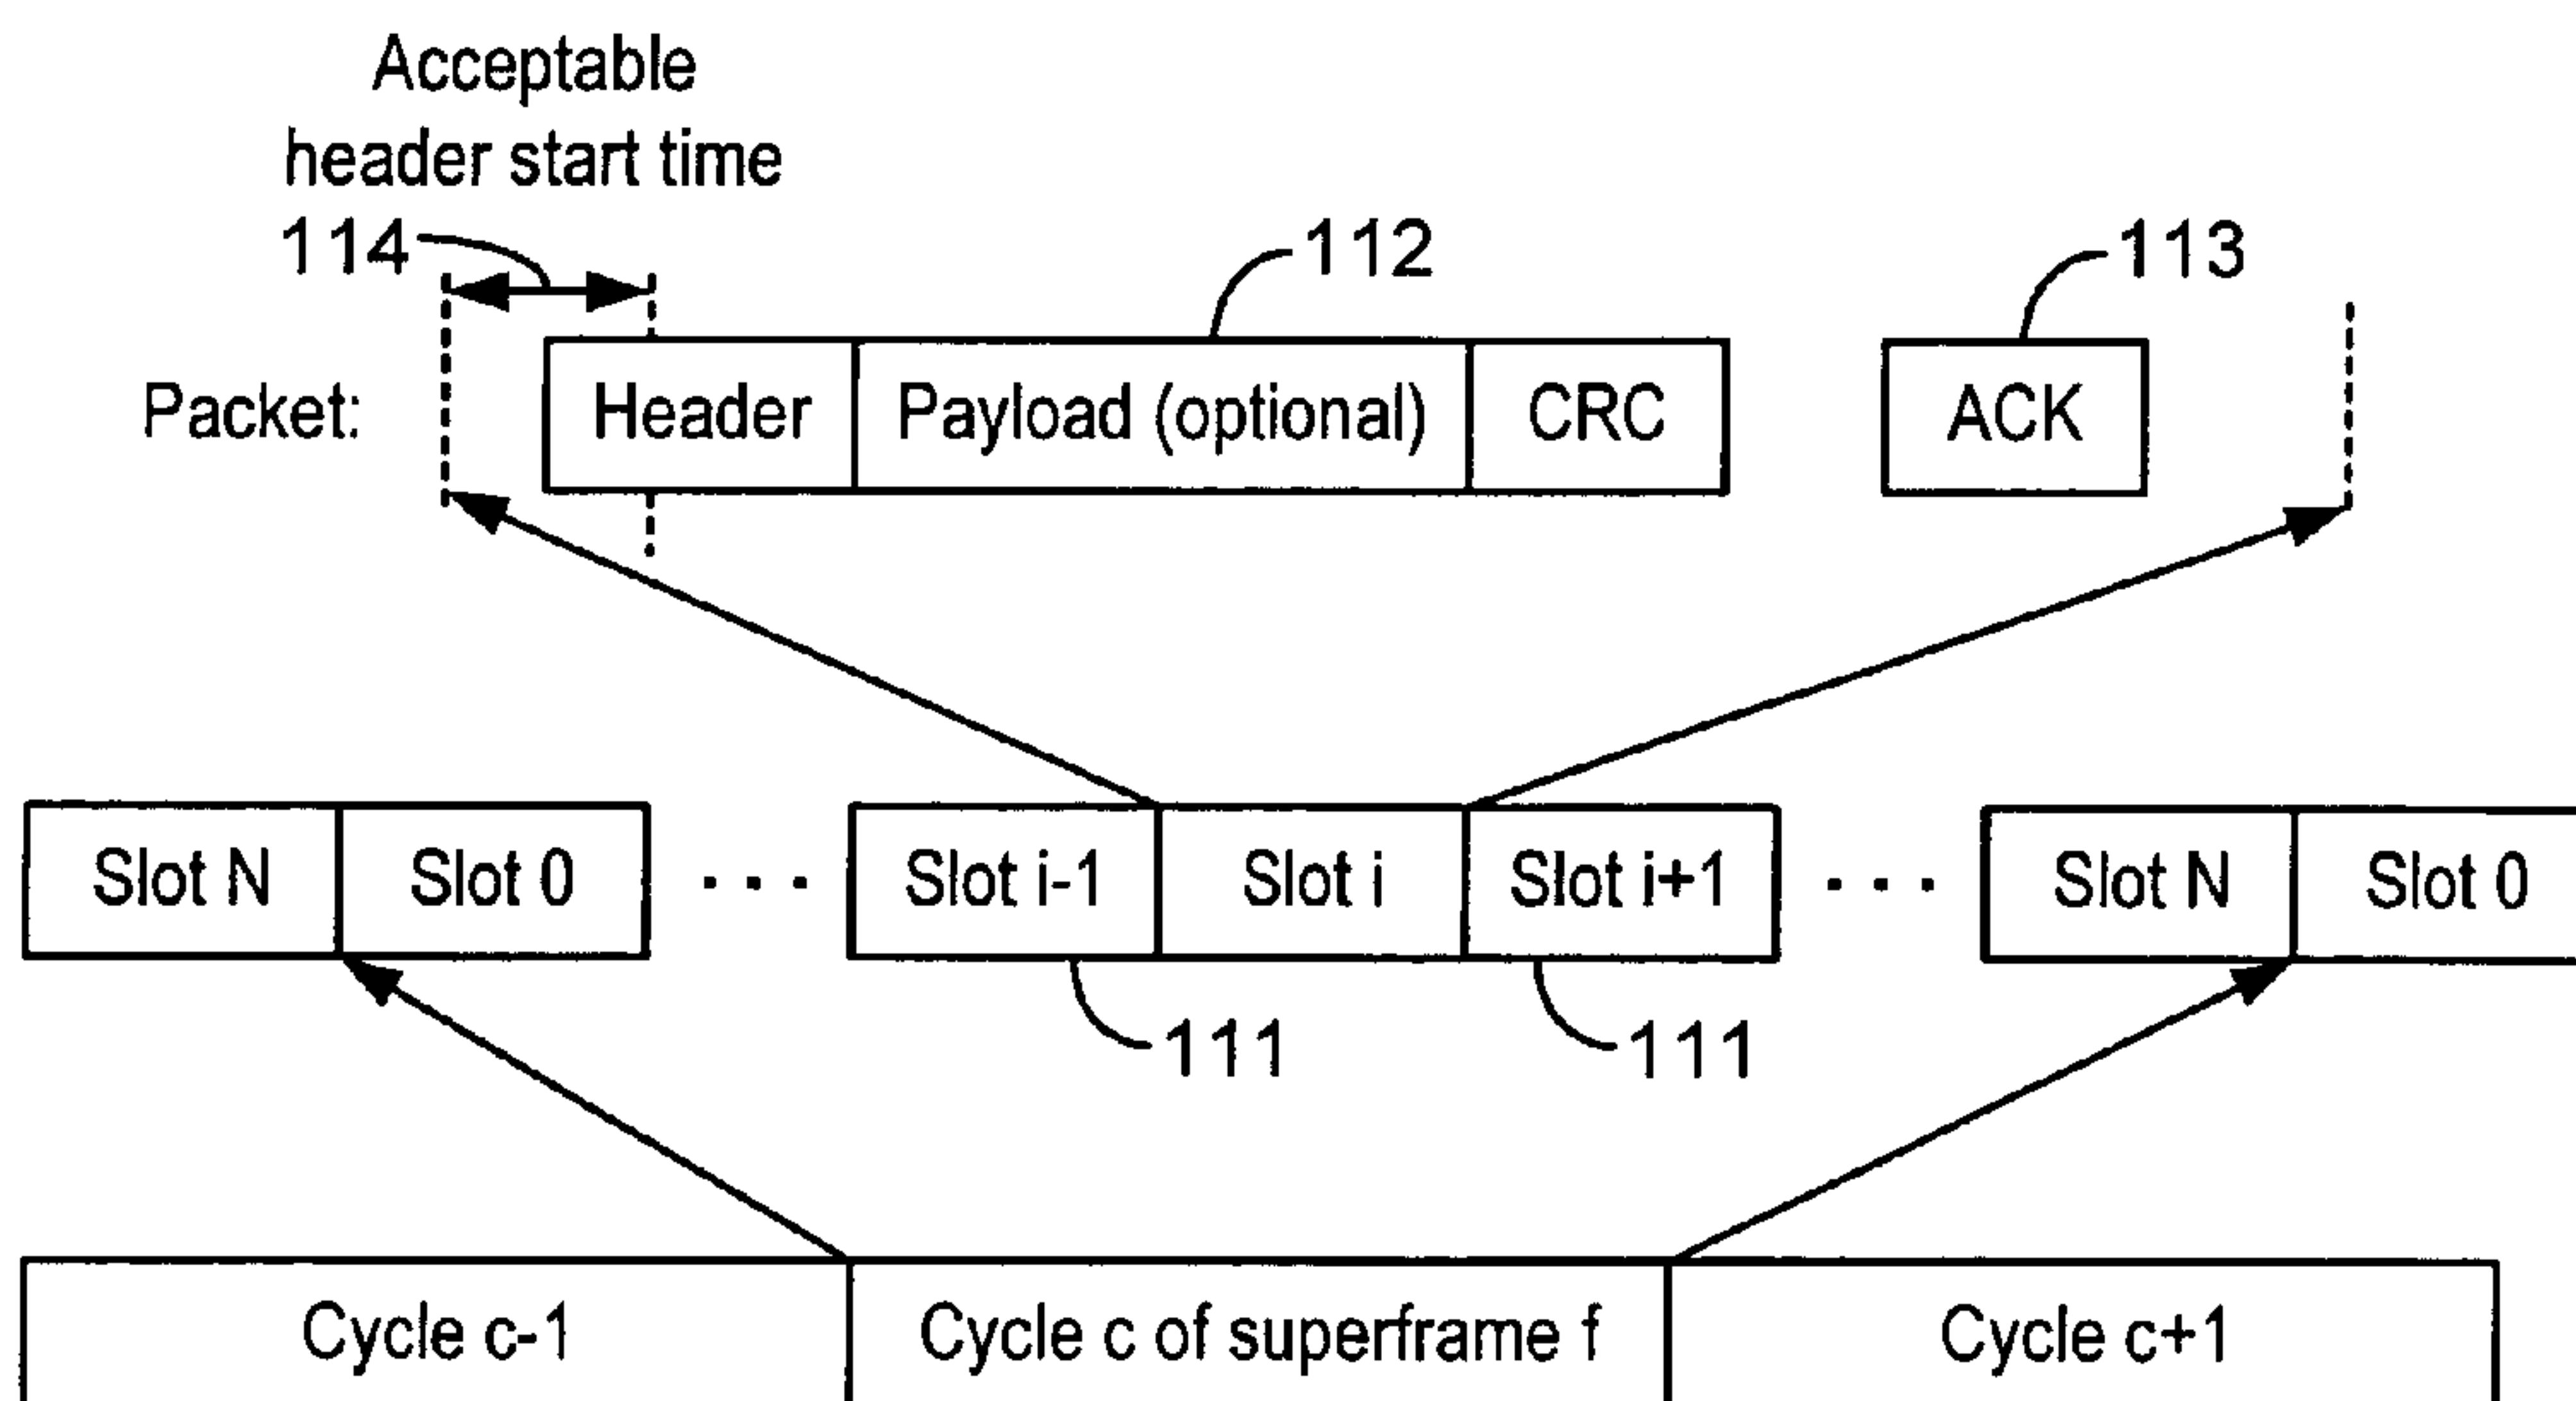 Acceptable
header start time
114
112
113
Packet:
Header
Payload (optional)
CRC
ACK
Slot N
Slot 0
. . .
Slot i-1
Slot i
Slot i+1
. . .
Slot N
Slot 0
111
111
Cycle c-1
Cycle c of superframe f
Cycle c+1